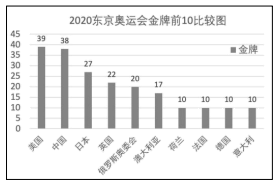 2020东京奥运会金牌前10比较图
金牌
45
40
35
30
25
20
15
10
5
0
39
38
27
22
20
17
10
10
10
10
美国
中国
日本
英国
俄罗斯奥委会
澳大利亚
荷兰
法国
德国
意大利